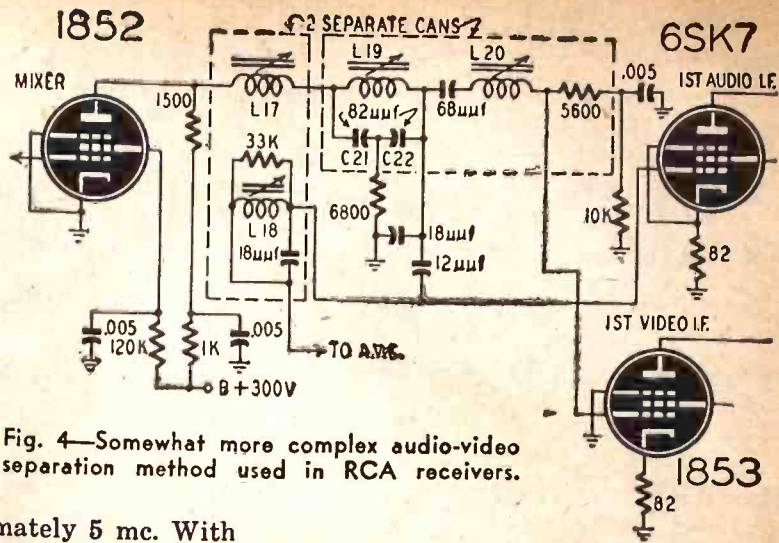 1852
2 SEPARATE CANS
6SK7
MIXER
L19
L20
.005
1ST AUDIO I.F.
1500
L17
82µµf
68µµf
5600
33K
C21
C22
L18
6800
10K
18µµf
18µµf
12µµf
82
.005
120K
1K
.005
TO A.V.C.
1ST VIDEO I.F.
B+300V
Fig. 4—Somewhat more complex audio-video
separation method used in RCA receivers.
1853
82
mately 5 mc. With